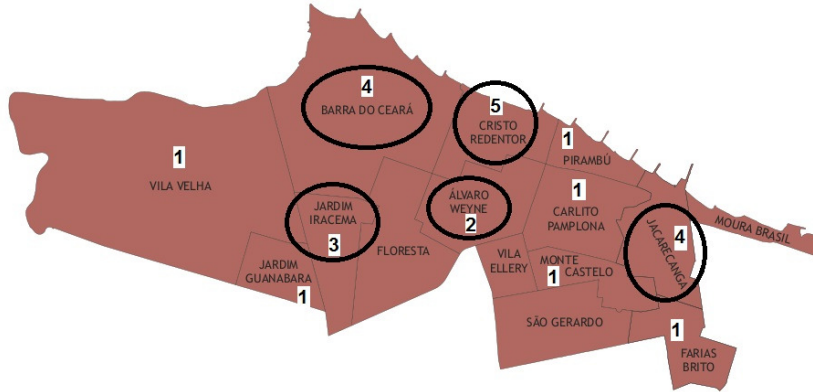 4
BARRA DO CEARÁ
5
CRISTO
REDENTOR
1
PIRAMBÚ
1
VILA VELHA
JARDIM
IRACEMA
3
ÁLVARO
WEYNE
2
1
CARLITO
PAMPLONA
4
JACARECANGA
MOURA BRASIL
FLORESTA
VILA
ELLERY
MONTE
CASTELO
1
JARDIM
GUANABARA
1
SÃO GERARDO
1
FARIAS
BRITO